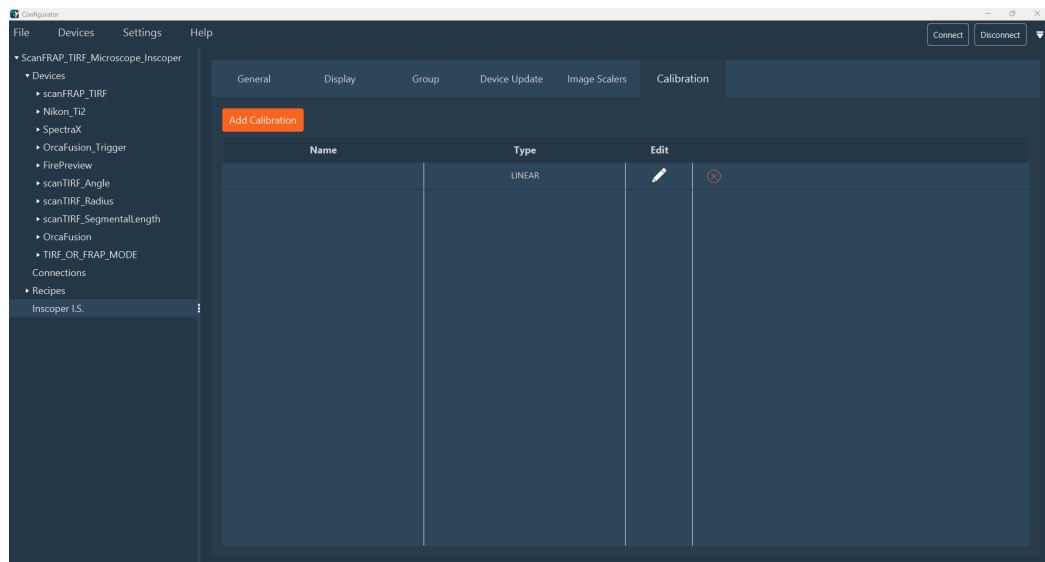 Configurator
File Devices Settings Help
Connect Disconnect
ScanFRAP_TIRF_Microscope_Inscoper
Devices
scanFRAP_TIRF
Nikon_Ti2
SpectraX
OrcaFusion_Trigger
FirePreview
scanTIRF_Angle
scanTIRF_Radius
scanTIRF_SegmentalLength
OrcaFusion
TIRF_OR_FRAP_MODE
Connections
Recipes
Inscoper I.S.
General Display Group Device Update Image Scalers Calibration
Add Calibration
Name Type Edit
LINEAR